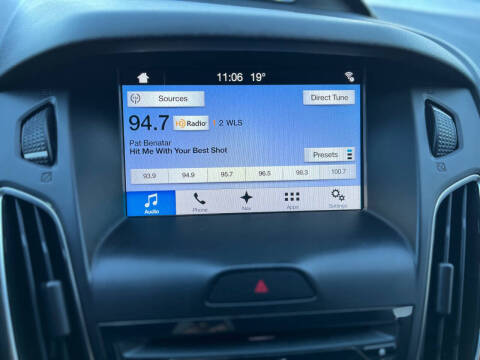 11:06 19°
Sources
Direct Tune
94.7 HD Radio 2 WLS
Pat Benatar
Hit Me With Your Best Shot
Presets
93.9 94.9 95.7 96.5 98.3 100.7
Audio Phone Nav Apps Settings